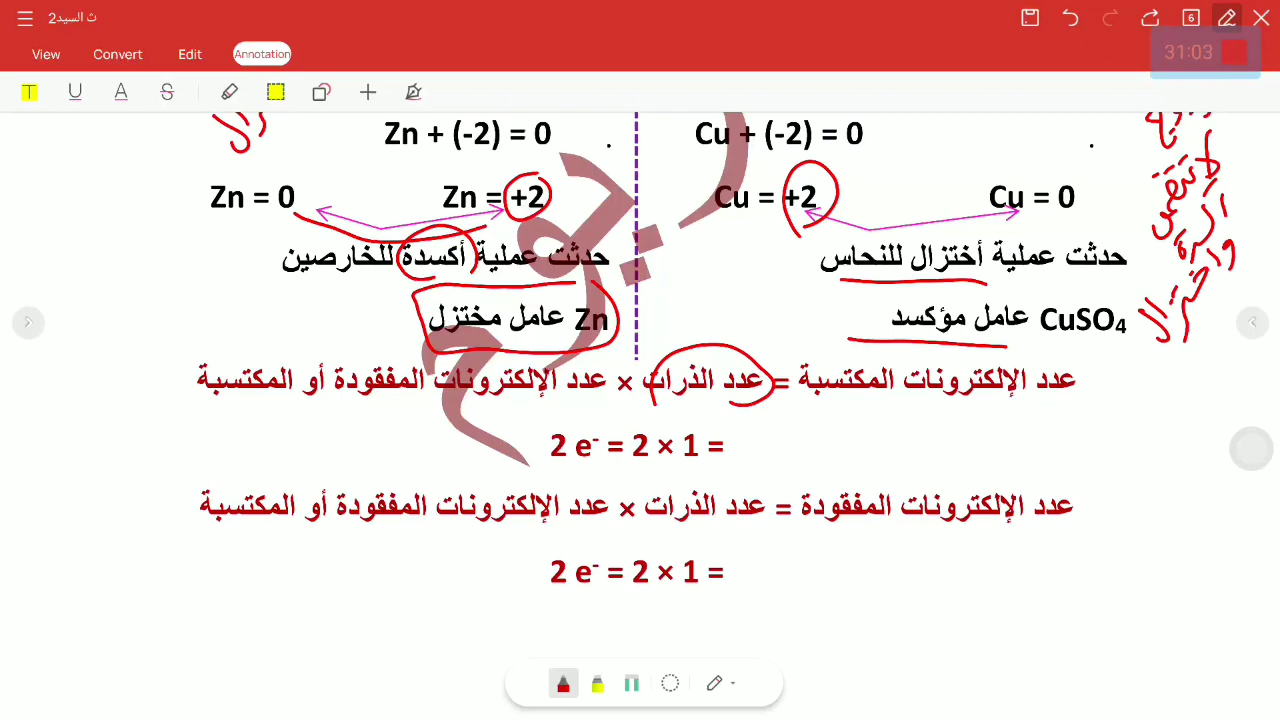 ث السيد2
6
31:03
View Convert Edit Annotation
T U A S
Cu + (-2) = 0
Zn + (-2) = 0
Cu = 0
Cu = +2
Zn = +2
Zn = 0
حدثت عملية أختزال للنحاس
حدثت عملية أكسدة للخارصين
CuSO₄ عامل مؤكسد
Zn عامل مختزل
عدد الإلكترونات المكتسبة = عدد الذرات × عدد الإلكترونات المفقودة أو المكتسبة
2 e⁻ = 2 × 1 =
عدد الإلكترونات المفقودة = عدد الذرات × عدد الإلكترونات المفقودة أو المكتسبة
2 e⁻ = 2 × 1 =